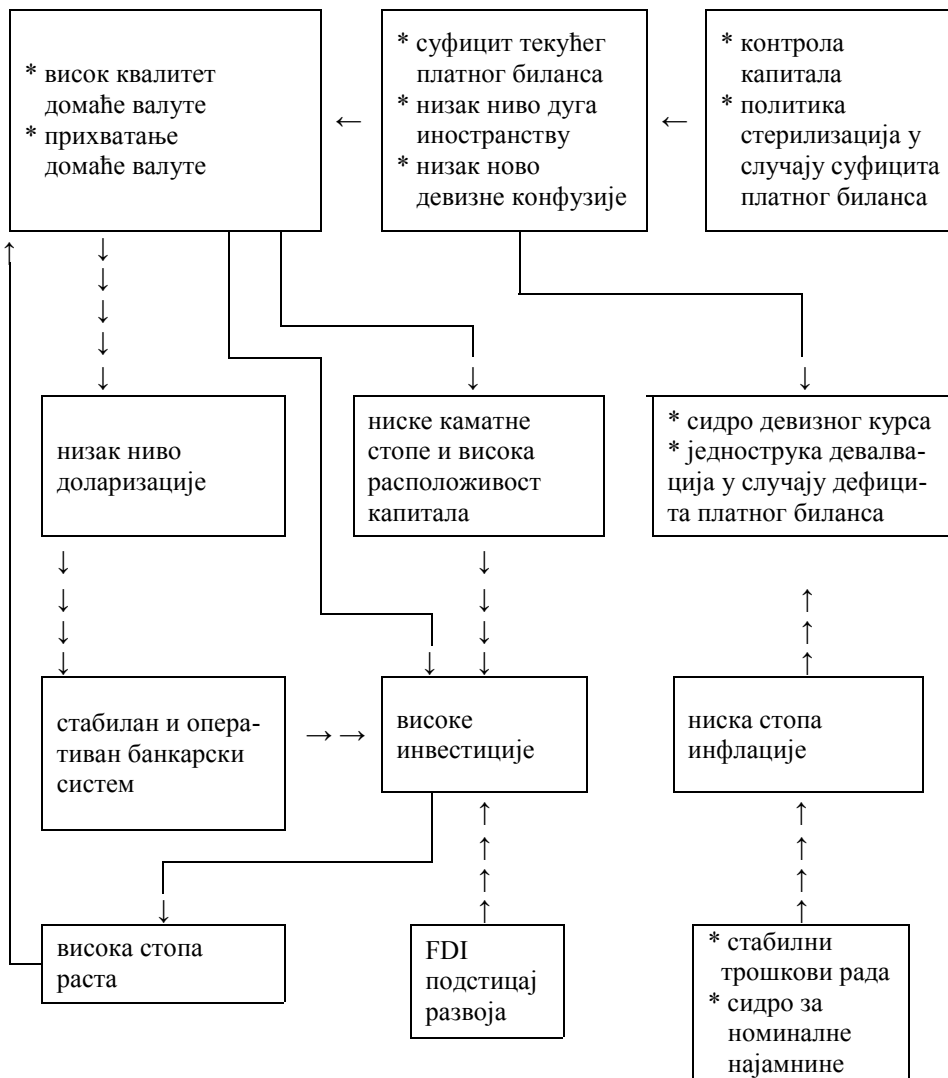 * висок квалитет
домаће валуте
* прихватање
домаће валуте
←
* суфицит текућег
платног биланса
* низак ниво дуга
иностранству
* низак ново
девизне конфузије
←
* контрола
капитала
* политика
стерилизација у
случају суфицита
платног биланса
низак ниво
доларизације
ниске каматне
стопе и висока
расположивост
капитала
* сидро девизног курса
* једнострука девалва-
ција у случају дефици-
та платног биланса
стабилан и опера-
тиван банкарски
систем
→ →
високе
инвестиције
ниска стопа
инфлације
висока стопа
раста
FDI
подстицај
развоја
* стабилни
трошкови рада
* сидро за
номиналне
најамнине